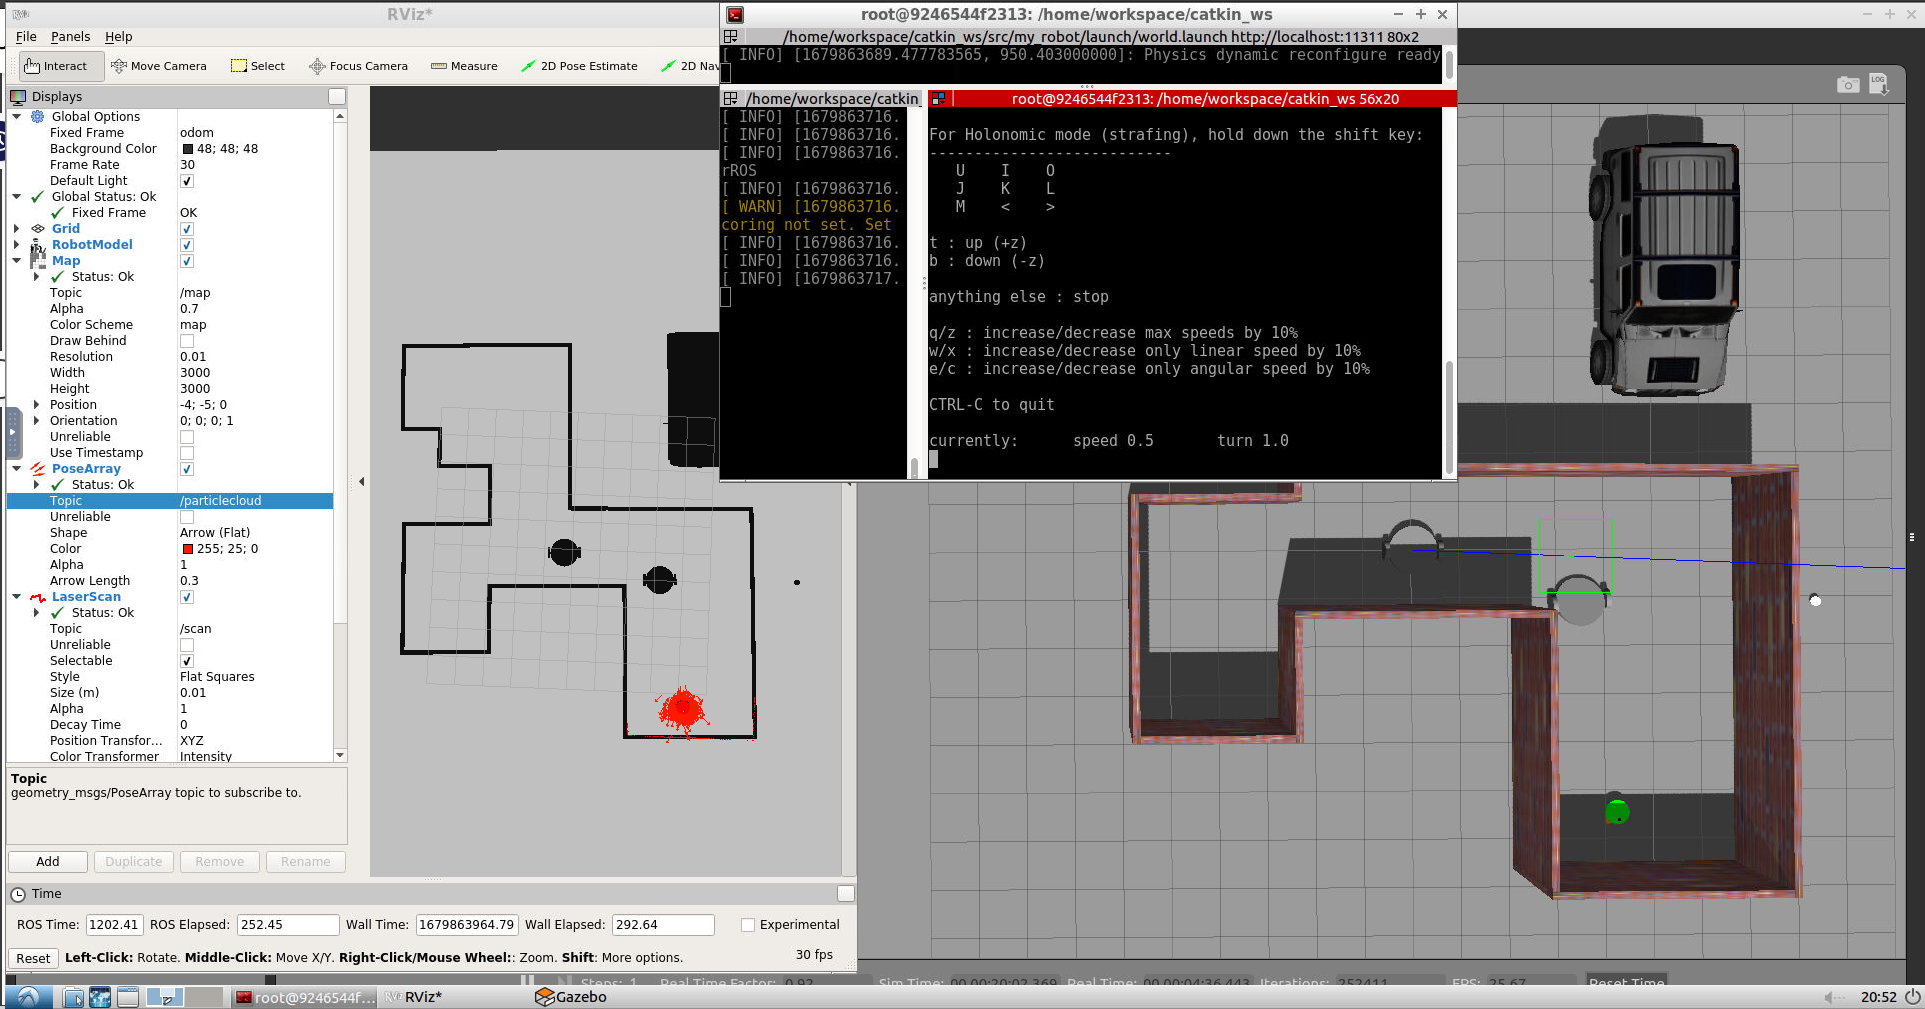 RViz*
File Panels Help
Interact Move Camera Select Focus Camera Measure 2D Pose Estimate 2D Nav
Displays
Global Options
Fixed Frame odom
Background Color 48; 48; 48
Frame Rate 30
Default Light
Global Status: Ok
Fixed Frame OK
Grid
RobotModel
Map
Status: Ok
Topic /map
Alpha 0.7
Color Scheme map
Draw Behind
Resolution 0.01
Width 3000
Height 3000
Position -4; -5; 0
Orientation 0; 0; 0; 1
Unreliable
Use Timestamp
PoseArray
Status: Ok
Topic /particlecloud
Unreliable
Shape Arrow (Flat)
Color 255; 25; 0
Alpha 1
Arrow Length 0.3
LaserScan
Status: Ok
Topic /scan
Unreliable
Selectable
Style Flat Squares
Size (m) 0.01
Alpha 1
Decay Time 0
Position Transfor... XYZ
Color Transformer Intensity
Topic
geometry_msgs/PoseArray topic to subscribe to.
Add Duplicate Remove Rename
Time
ROS Time: 1202.41 ROS Elapsed: 252.45 Wall Time: 1679863964.79 Wall Elapsed: 292.64 Experimental
Reset Left-Click: Rotate. Middle-Click: Move X/Y. Right-Click/Mouse Wheel:: Zoom. Shift: More options. 30 fps
root@9246544f2313: /home/workspace/catkin_ws
/home/workspace/catkin_ws/src/my_robot/launch/world.launch http://localhost:11311 80x2
[ INFO] [1679863689.477783565, 950.403000000]: Physics dynamic reconfigure ready
/home/workspace/catkin_
[ INFO] [1679863716.
[ INFO] [1679863716.
[ INFO] [1679863716.
rROS
[ INFO] [1679863716.
[ WARN] [1679863716.
coring not set. Set
[ INFO] [1679863716.
[ INFO] [1679863716.
[ INFO] [1679863717.
root@9246544f2313: /home/workspace/catkin_ws 56x20
For Holonomic mode (strafing), hold down the shift key:
---------------------------
U I O
J K L
M < >
t : up (+z)
b : down (-z)
anything else : stop
q/z : increase/decrease max speeds by 10%
w/x : increase/decrease only linear speed by 10%
e/c : increase/decrease only angular speed by 10%
CTRL-C to quit
currently: speed 0.5 turn 1.0
LOG
Steps: 1 Real Time Factor: 0.92 Sim Time: 00 00:20:02.369 Real Time: 00 00:04:36.443 Iterations: 252411 FPS: 25.67 Reset Time
root@9246544f... RViz* Gazebo 20:52